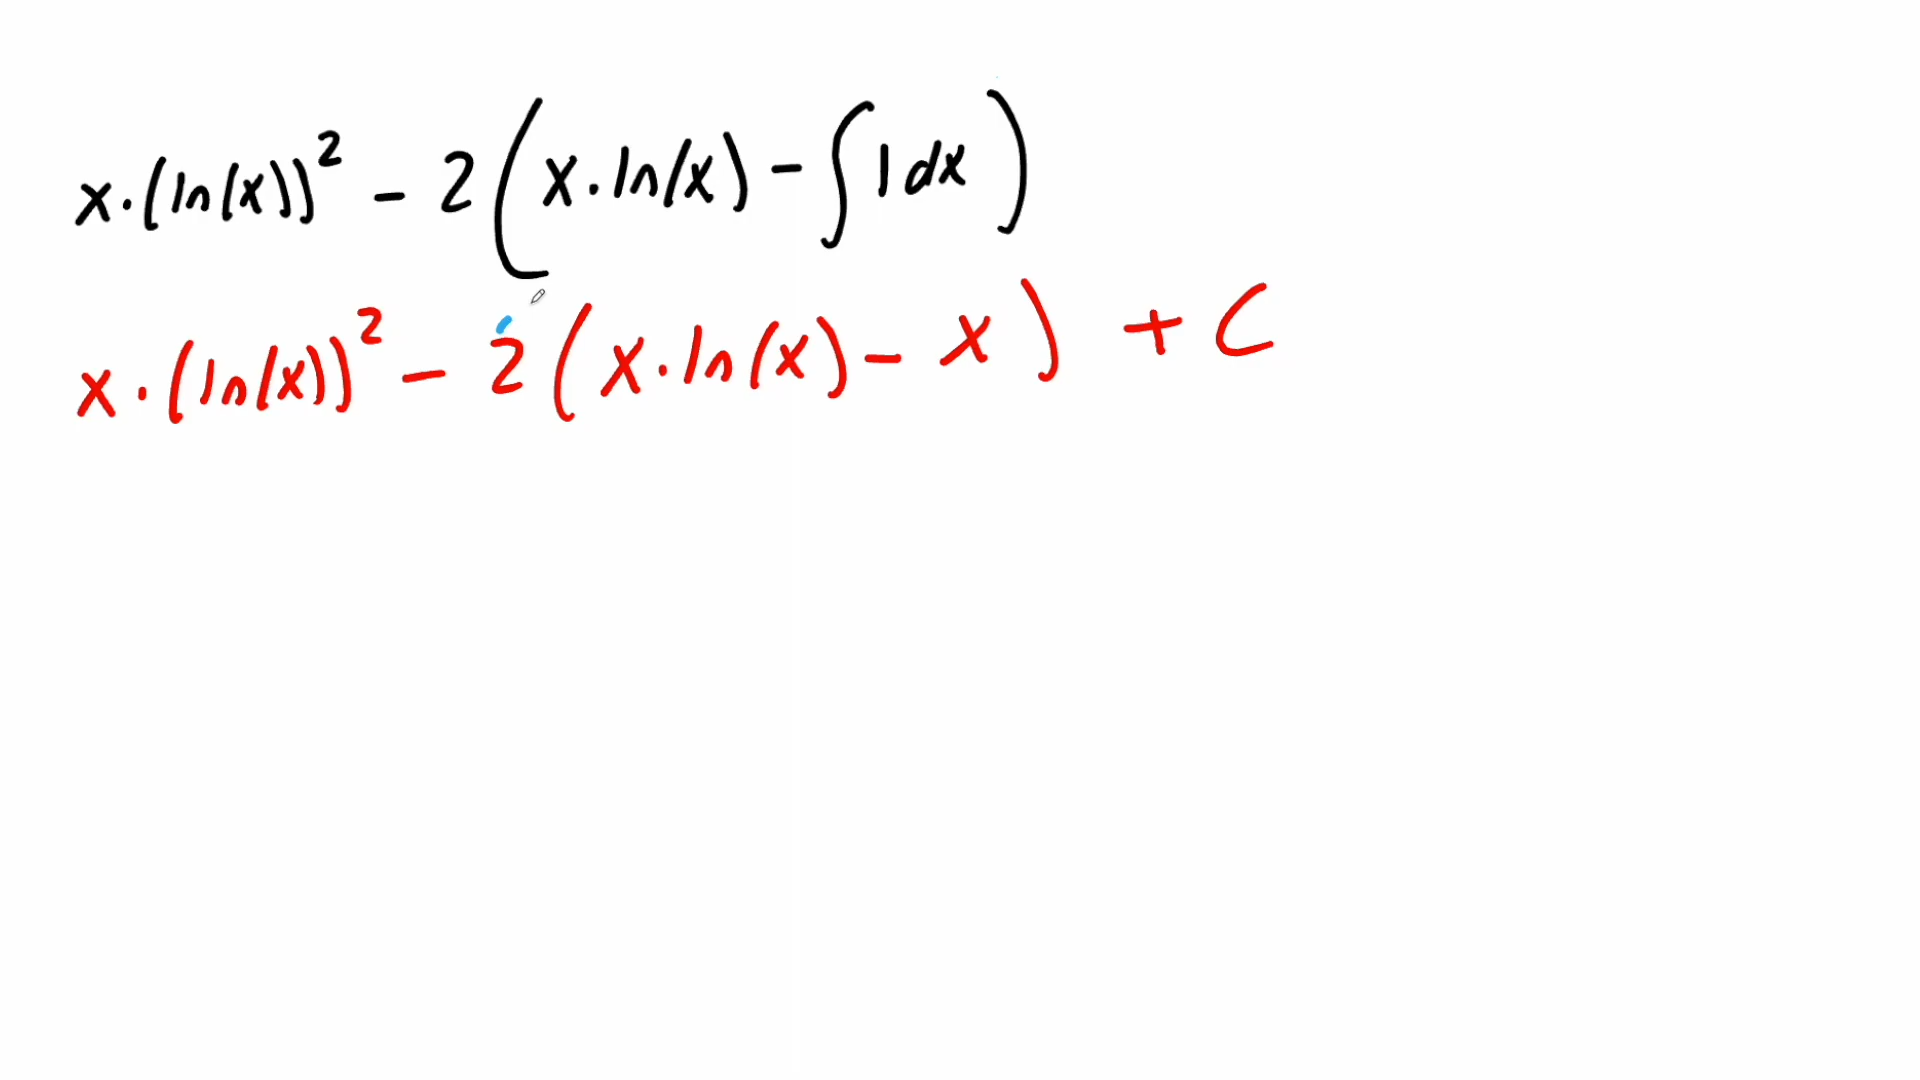 x·(ln(x))² - 2(x·ln(x) - ∫1dx)
x·(ln(x))² - 2(x·ln(x) - x) + C